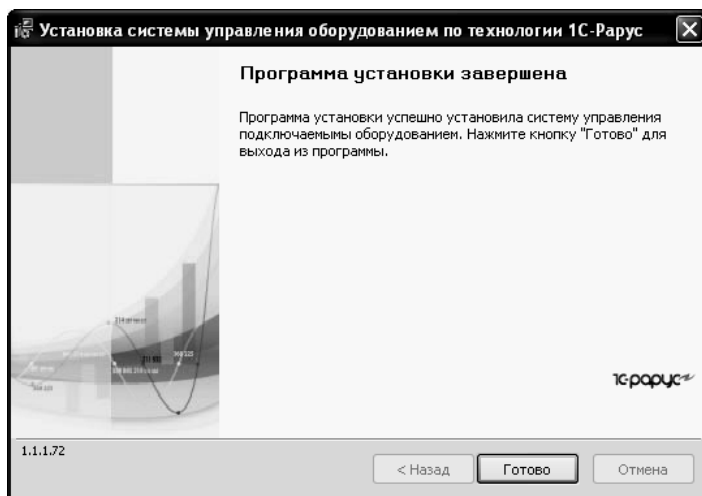 Установка системы управления оборудованием по технологии 1С-Рарус
Программа установки завершена
Программа установки успешно установила систему управления
подключаемымы оборудованием. Нажмите кнопку "Готово" для
выхода из программы.
1С·рарус
1.1.1.72
< Назад
Готово
Отмена